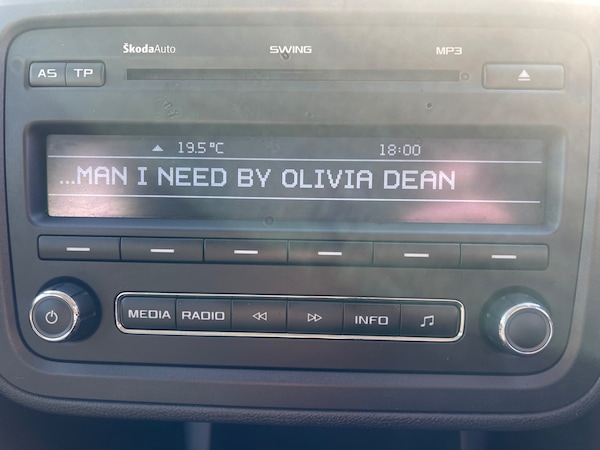 ŠkodaAuto SWING MP3
AS TP
19.5°C 18:00
...MAN I NEED BY OLIVIA DEAN
MEDIA RADIO INFO